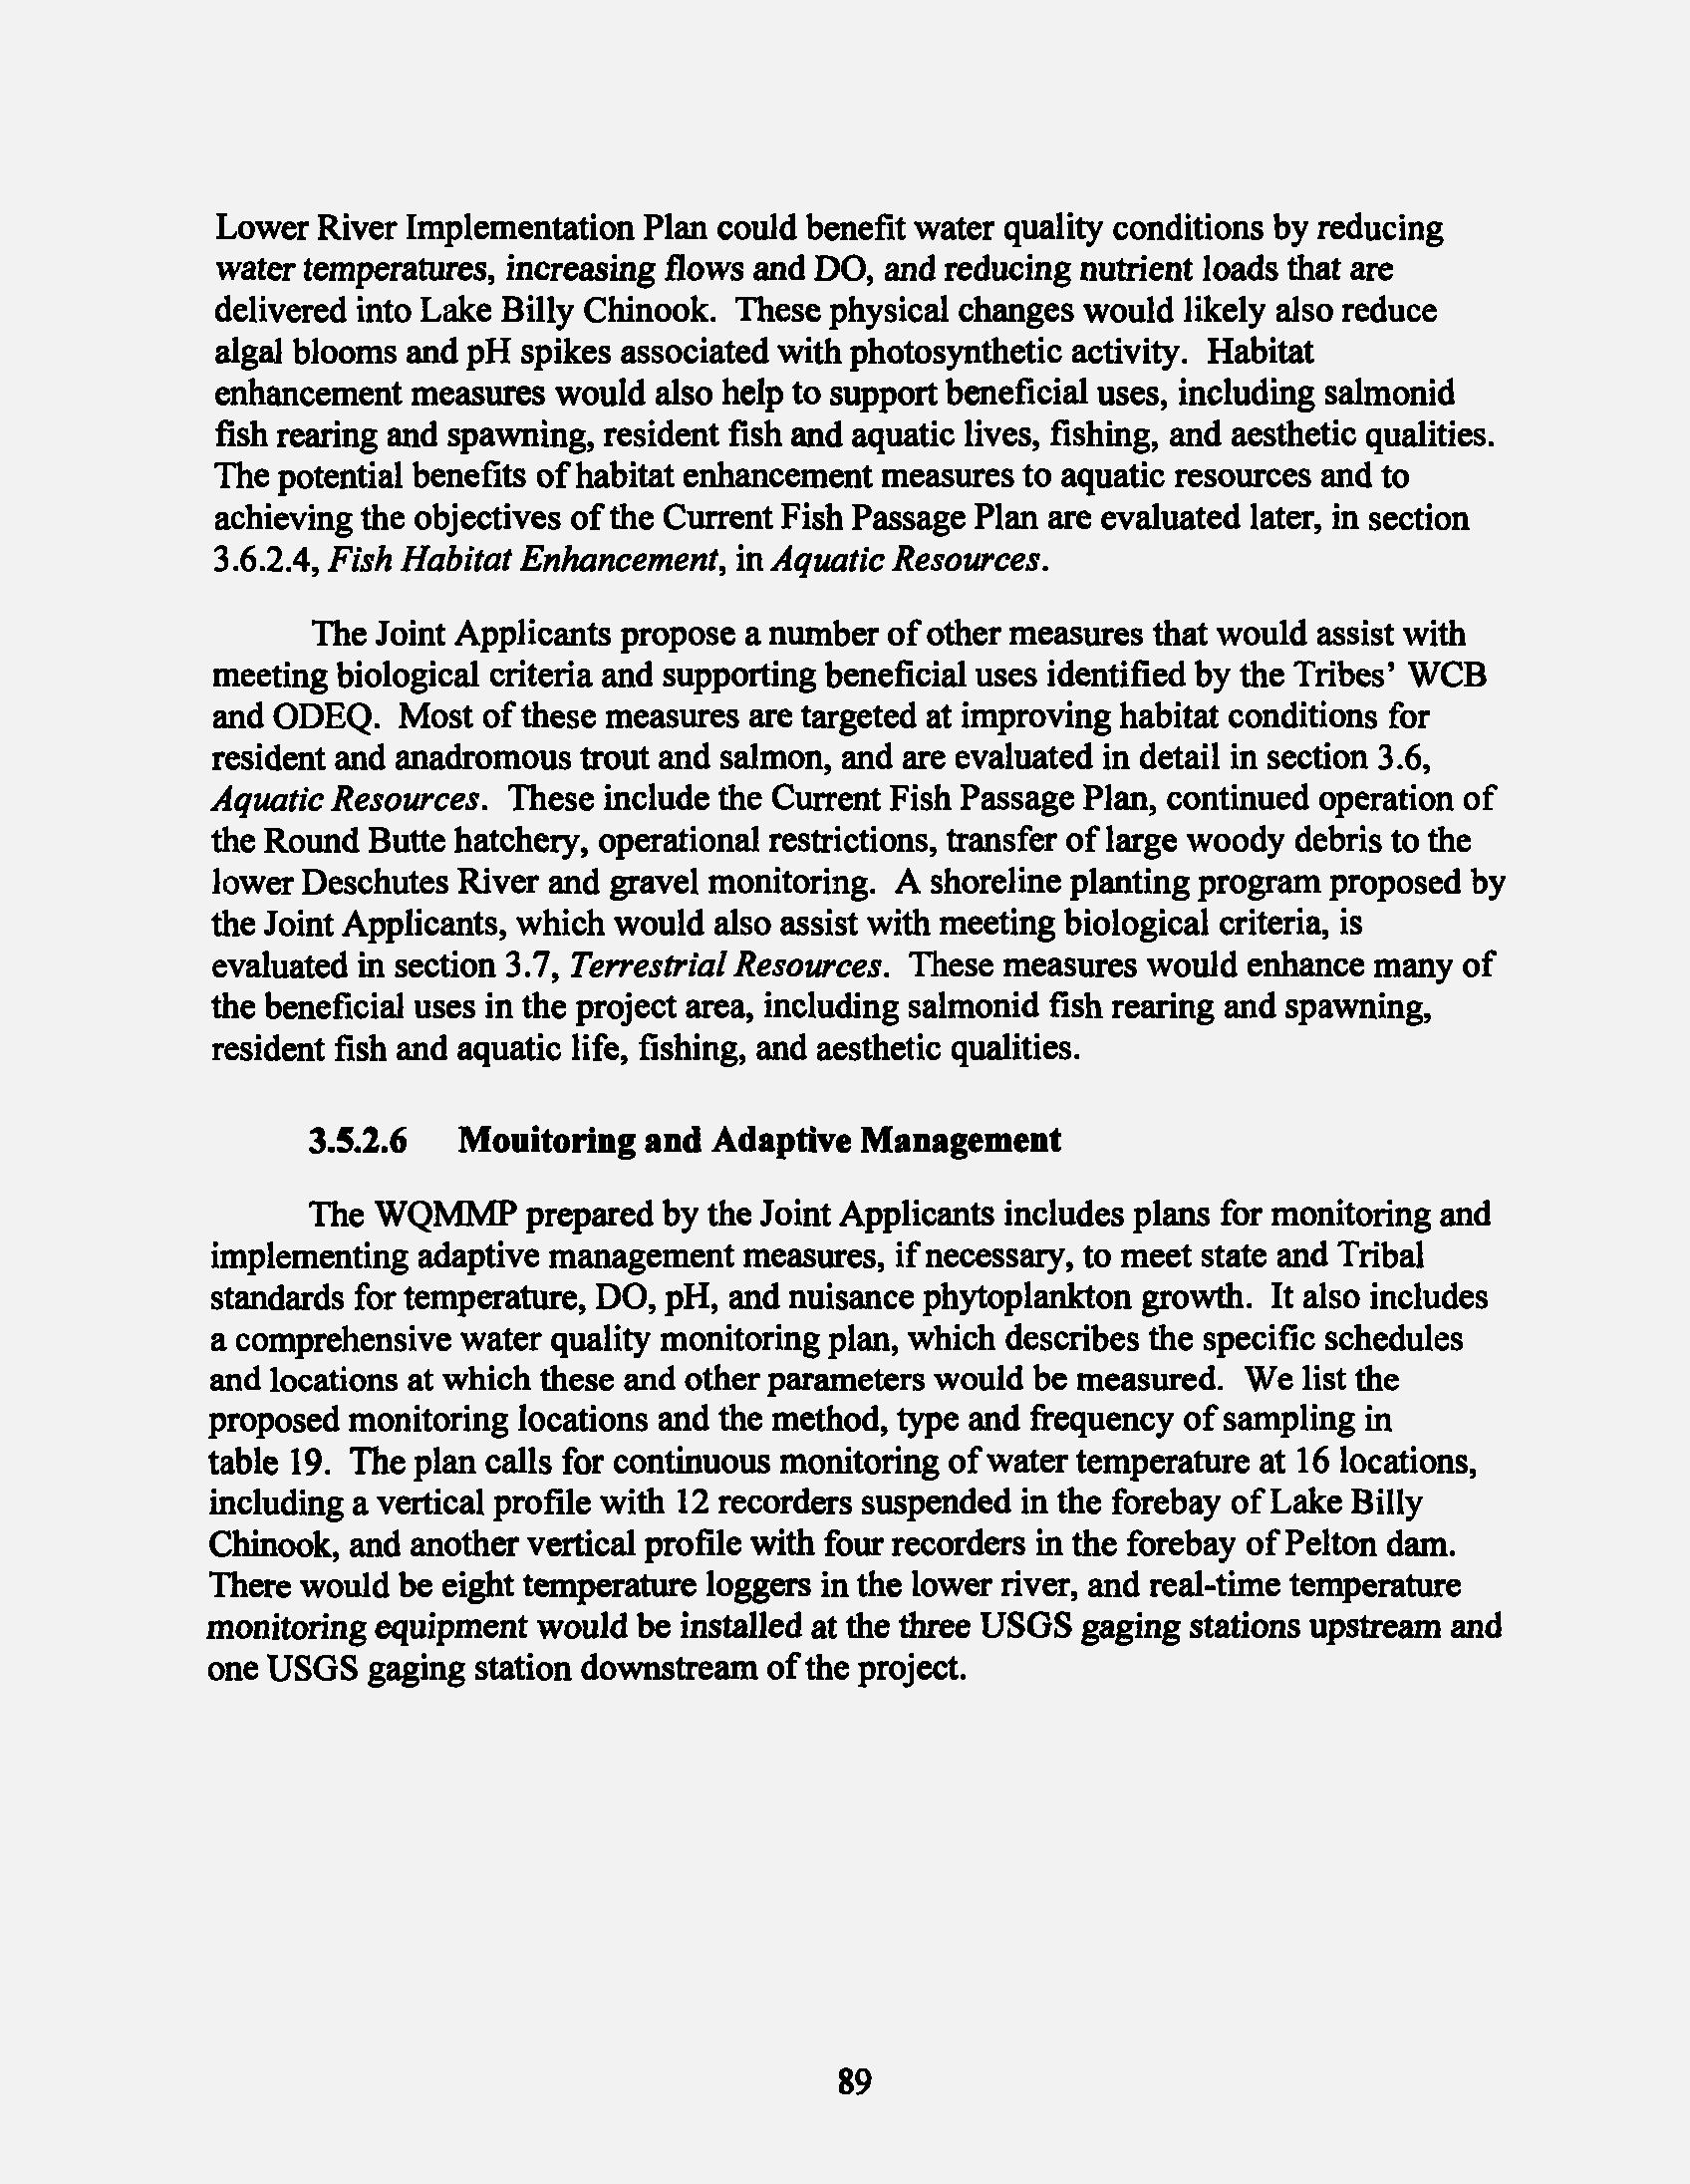 Lower River Implementation Plan could benefit water quality conditions by reducing
water temperatures, increasing flows and DO, and reducing nutrient loads that are
delivered into Lake Billy Chinook. These physical changes would likely also reduce
algal blooms and pH spikes associated with photosynthetic activity. Habitat
enhancement measures would also help to support beneficial uses, including salmonid
fish rearing and spawning, resident fish and aquatic lives, fishing, and aesthetic qualities.
The potential benefits of habitat enhancement measures to aquatic resources and to
achieving the objectives of the Current Fish Passage Plan are evaluated later, in section
3.6.2.4, Fish Habitat Enhancement, in Aquatic Resources.
The Joint Applicants propose a number of other measures that would assist with
meeting biological criteria and supporting beneficial uses identified by the Tribes' WCB
and ODEQ. Most of these measures are targeted at improving habitat conditions for
resident and anadromous trout and salmon, and are evaluated in detail in section 3.6,
Aquatic Resources. These include the Current Fish Passage Plan, continued operation of
the Round Butte hatchery, operational restrictions, transfer of large woody debris to the
lower Deschutes River and gravel monitoring. A shoreline planting program proposed by
the Joint Applicants, which would also assist with meeting biological criteria, is
evaluated in section 3.7, Terrestrial Resources. These measures would enhance many of
the beneficial uses in the project area, including salmonid fish rearing and spawning,
resident fish and aquatic life, fishing, and aesthetic qualities.
3.5.2.6 Mouitoring and Adaptive Management
The WQMMP prepared by the Joint Applicants includes plans for monitoring and
implementing adaptive management measures, if necessary, to meet state and Tribal
standards for temperature, DO, pH, and nuisance phytoplankton growth. It also includes
a comprehensive water quality monitoring plan, which describes the specific schedules
and locations at which these and other parameters would be measured. We list the
proposed monitoring locations and the method, type and frequency of sampling in
table 19. The plan calls for continuous monitoring of water temperature at 16 locations,
including a vertical profile with 12 recorders suspended in the forebay of Lake Billy
Chinook, and another vertical profile with four recorders in the forebay of Pelton dam.
There would be eight temperature loggers in the lower river, and real-time temperature
monitoring equipment would be installed at the three USGS gaging stations upstream and
one USGS gaging station downstream of the project.
89